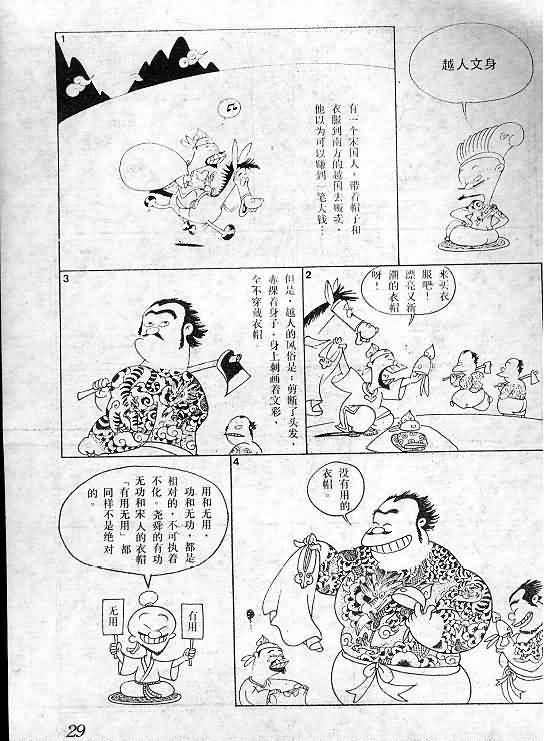 越人文身
1
有一个宋国人，带着帽子和
衣服到南方的越国去贩卖，
他以为可以赚到一笔大钱…
2
来买衣
服吧！
漂亮又新
潮的衣帽
呀！
3
但是，越人的风俗是：剪断了头发，
赤裸着身子，身上刺画着文彩，
全不穿戴衣帽。
4
没有用的
衣帽。
用和无用，
功和无功，都是
相对的，不可执着
不化。尧舜的有功
无功和宋人的衣帽
「有用无用」都
同样不是绝对
的。
无用
有用
29